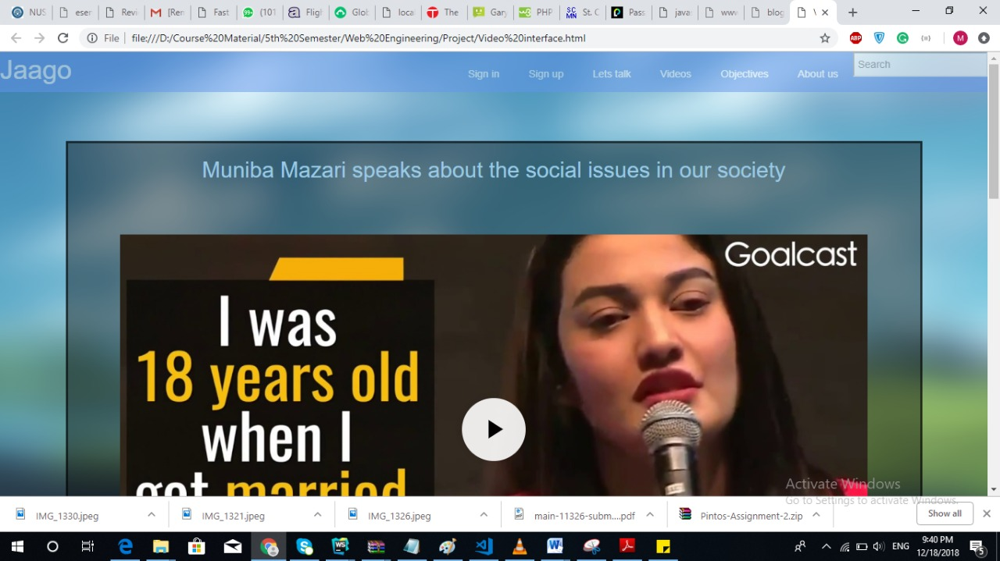 NUS
eser
Revi
[Ren
Fast
99+
(101
Fligh
Glob
loca
The
Gary
PHP
St. C
Pass
java
www
blog
File
file:///D:/Course%20Material/5th%20Semester/Web%20Engineering/Project/Video%20interface.html
ABP
M
Jaago
Sign in
Sign up
Lets talk
Videos
Objectives
About us
Search
Muniba Mazari speaks about the social issues in our society
Goalcast
I was
18 years old
when I
got married
Activate Windows
Go to Settings to activate Windows.
IMG_1330.jpeg
IMG_1321.jpeg
IMG_1326.jpeg
main-11326-subm....pdf
Pintos-Assignment-2.zip
Show all
ENG
9:40 PM
12/18/2018
5